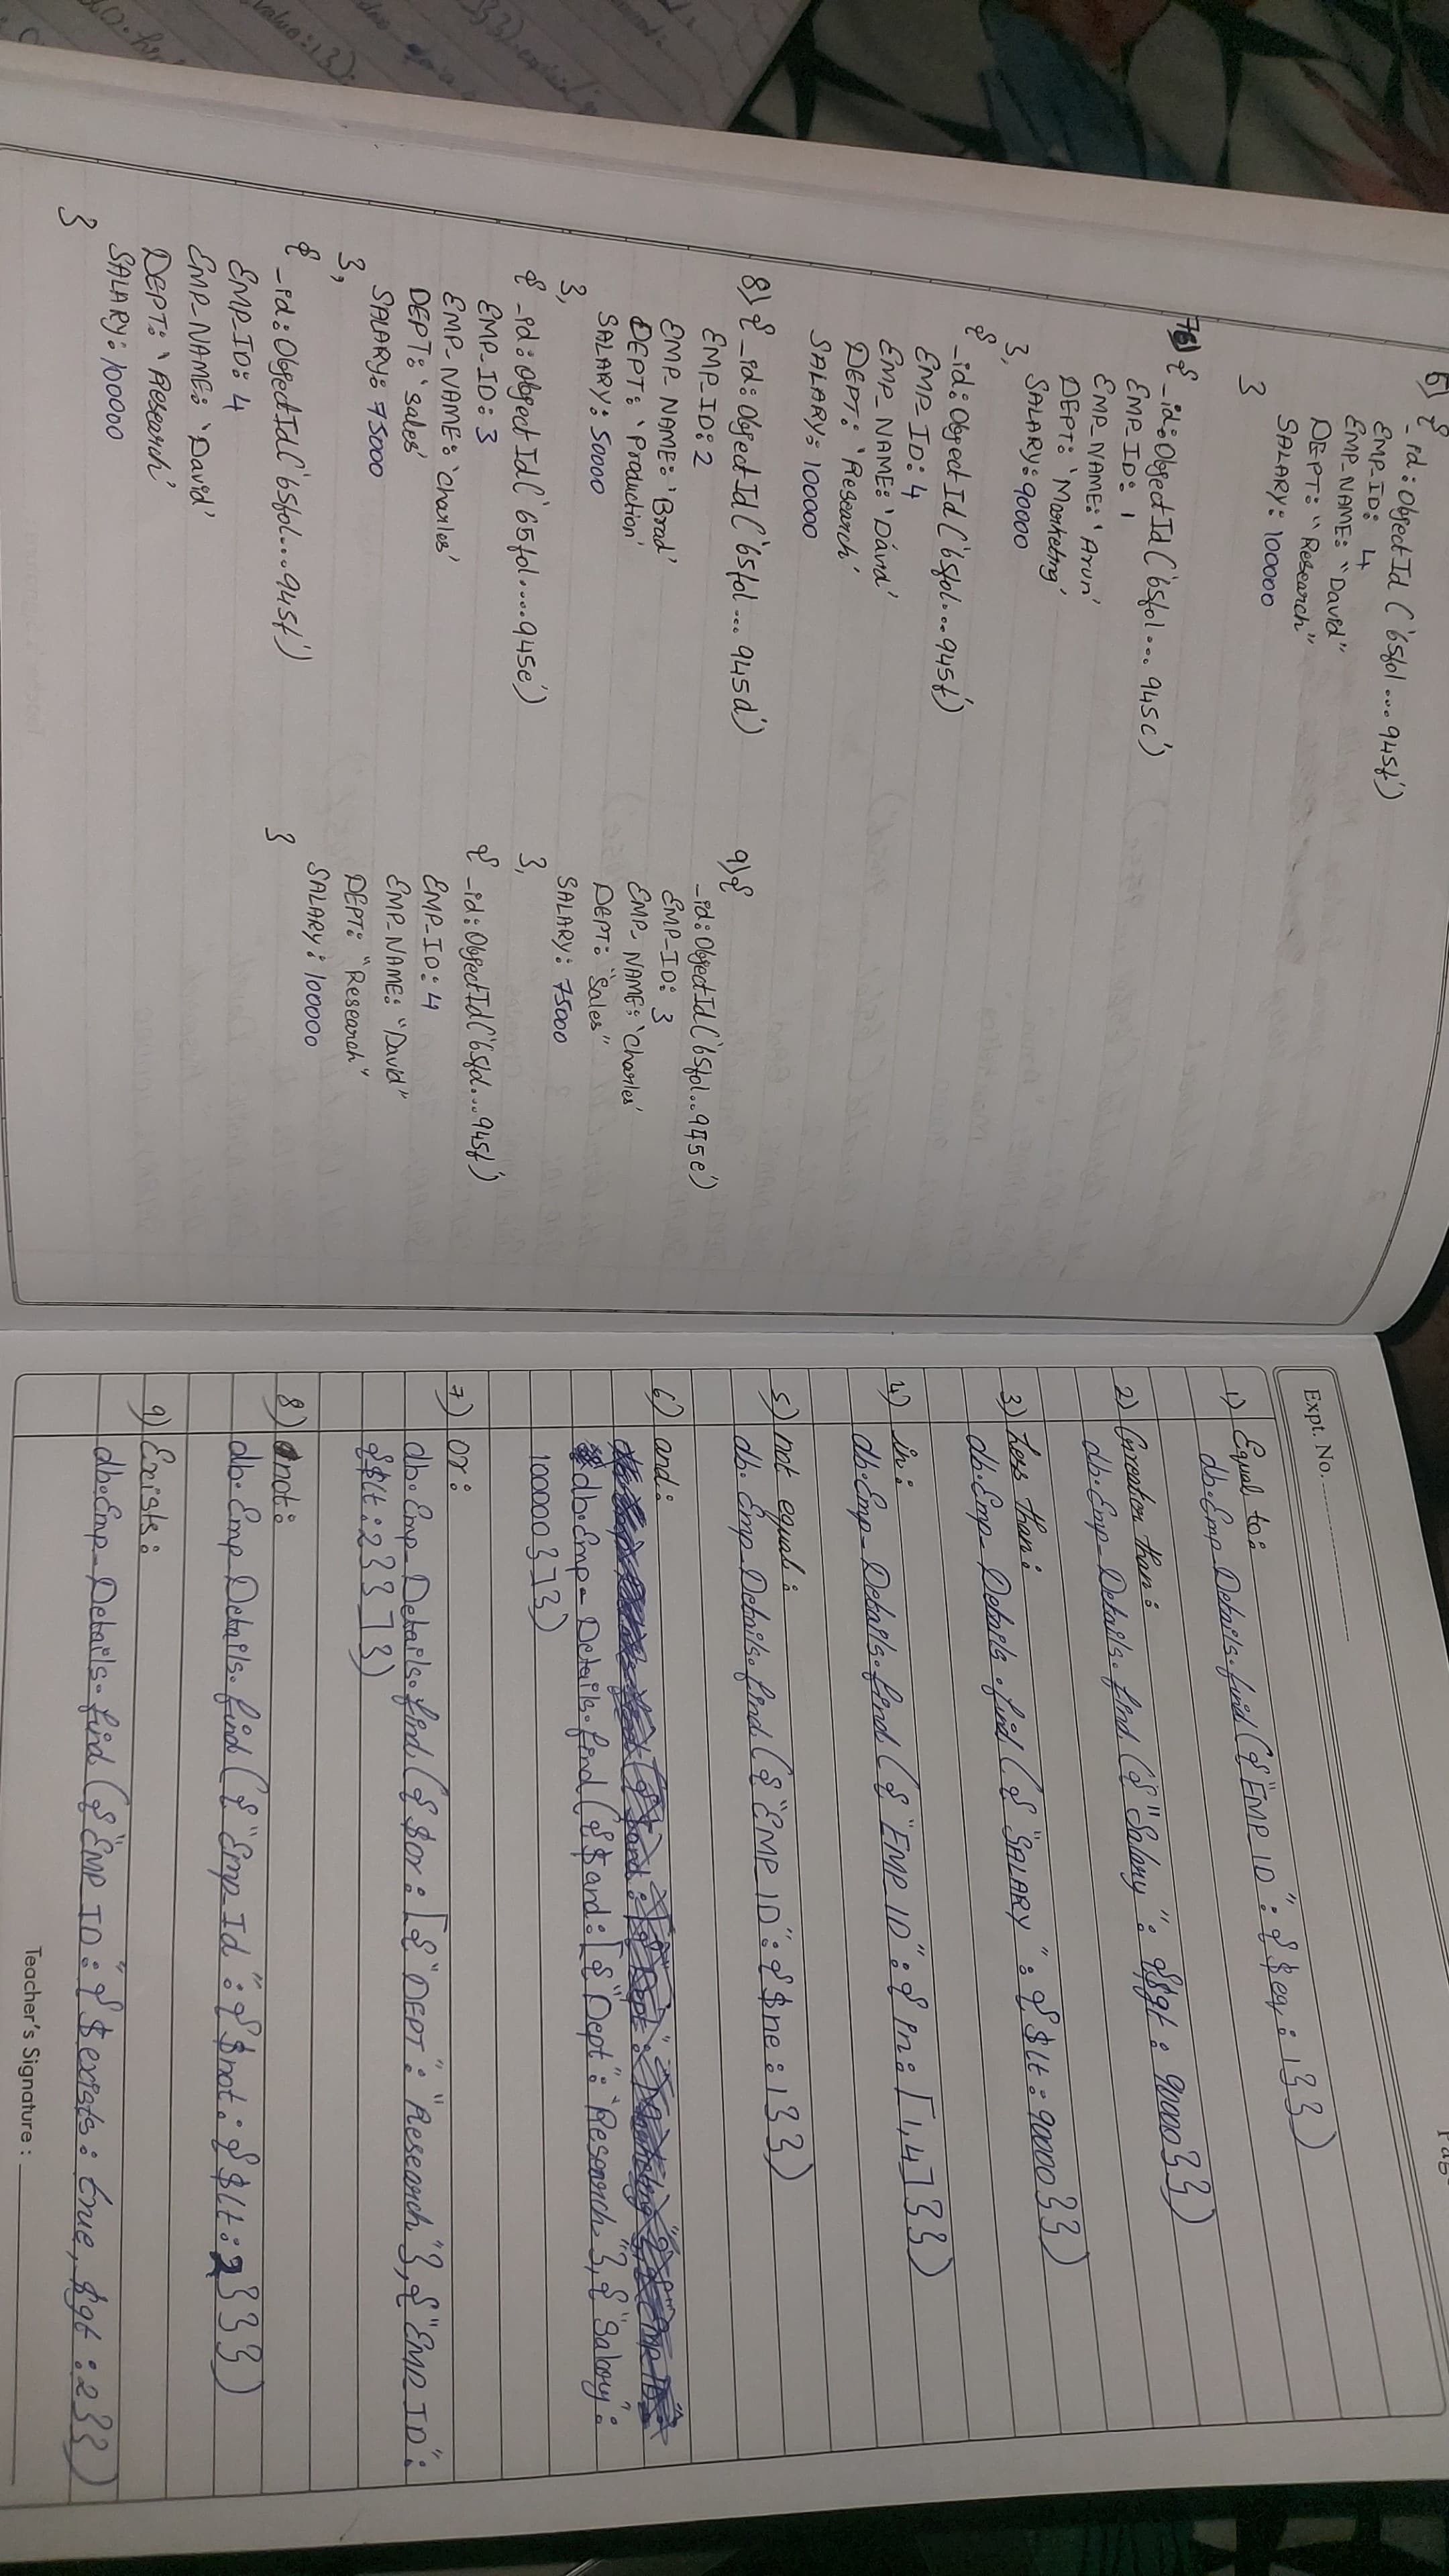 6) {
_id: ObjectId ('65f01 ... 945f')
EMP_ID: 4
EMP_NAME: "David"
DEPT: "Research"
SALARY: 100000
}
7) { _id: ObjectId ('65f01 ... 945c')
EMP_ID: 1
EMP_NAME: 'Arun'
DEPT: 'Marketing'
SALARY: 90000
},
{
_id: ObjectId ('65f01 ... 945f')
EMP_ID: 4
EMP_NAME: 'David'
DEPT: 'Research'
SALARY: 100000
8) { _id: ObjectId ('65f01 ... 945d')
EMP_ID: 2
EMP_NAME: 'Brad'
DEPT: 'Production'
SALARY: 50000
},
{ _id: ObjectId ('65f01 .... 945e')
EMP_ID: 3
EMP_NAME: 'Charles'
DEPT: 'Sales'
SALARY: 75000
},
{
_id: ObjectId ('65f01 ... 945f')
EMP_ID: 4
EMP_NAME: 'David'
DEPT: 'Research'
SALARY: 100000
}
9) {
_id: ObjectId ('65f01 .. 945e')
EMP_ID: 3
EMP_NAME: 'Charles'
DEPT: "Sales"
SALARY: 75000
},
{ _id: ObjectId ('65f01 ... 945f')
EMP_ID: 4
EMP_NAME: "David"
DEPT: "Research"
SALARY: 100000
}
Expt. No.
1) Equal to:
db.Emp_Details.find ({"EMP_ID": {$eq: 1}})
2) Greater than:
db.Emp_Details.find ({"Salary": {$gt: 90000}})
3) Less than:
db.Emp_Details.find ({"SALARY": {$lt: 90000}})
4) in:
db.Emp_Details.find ({"EMP_ID": {in: [1,4]}})
5) not equal:
db.Emp_Details.find ({"EMP_ID": {$ne: 1}})
6) and:
db.Emp_Details.find ({$and: [{"Dept": "Research"}, {"Salary":
100000}]})
7) or:
db.Emp_Details.find ({$or: [{"DEPT": "Research"}, {"EMP_ID":
{$lt: 2}}]})
8) not:
db.Emp_Details.find ({"Emp_Id": {$not: {$lt: 2}}})
9) Exists:
db.Emp_Details.find ({"EMP_ID": {$exists: true, $gt: 2}})
Teacher's Signature :